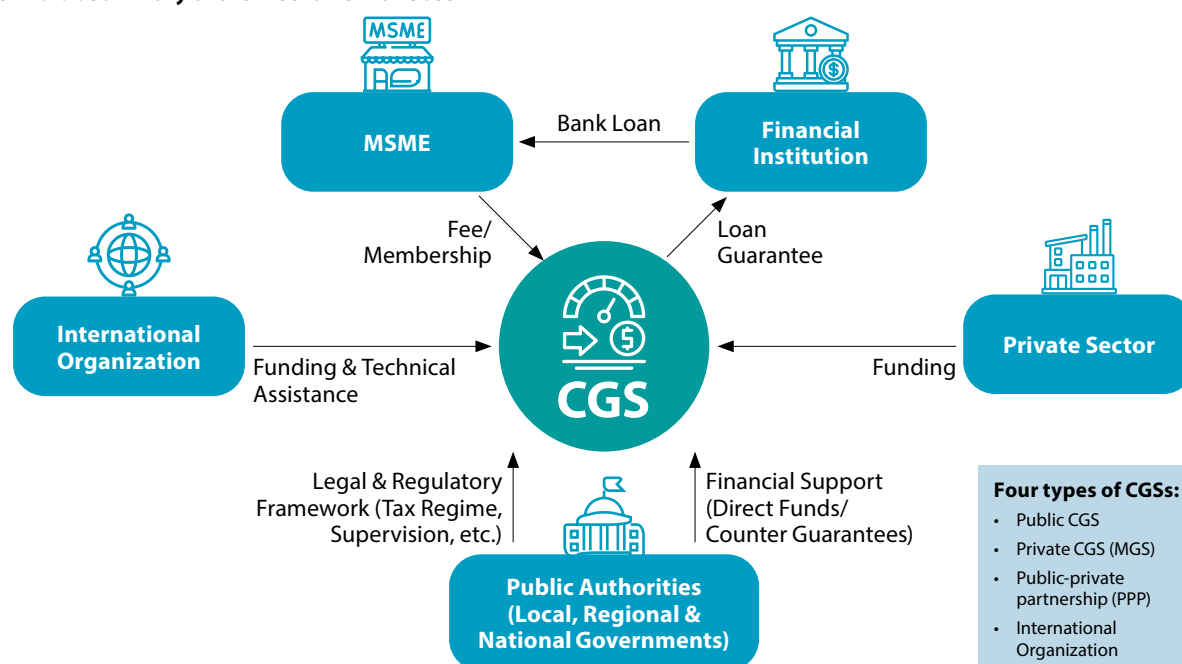 MSME
MSME
Bank Loan
Financial
Institution
Fee/
Membership
Loan
Guarantee
International
Organization
Funding & Technical
Assistance
CGS
Funding
Private Sector
Legal & Regulatory
Framework (Tax Regime,
Supervision, etc.)
Financial Support
(Direct Funds/
Counter Guarantees)
Public Authorities
(Local, Regional &
National Governments)
Four types of CGSs:
• Public CGS
• Private CGS (MGS)
• Public-private
partnership (PPP)
• International
Organization